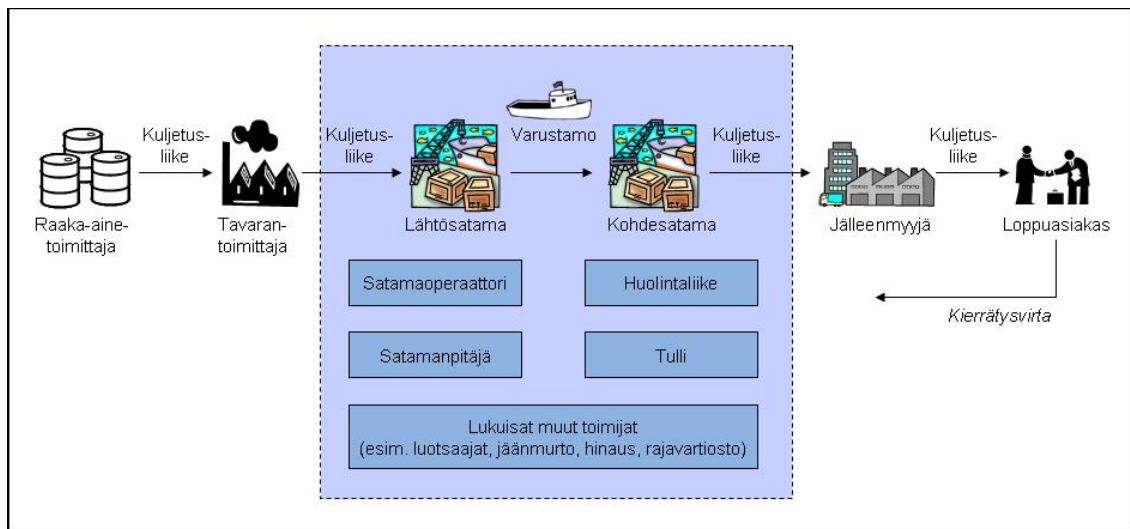 Kuljetus-
liike
Kuljetus-
liike
Varustamo
Kuljetus-
liike
Kuljetus-
liike
Raaka-aine-
toimittaja
Tavaran-
toimittaja
Lähtösatama
Kohdesatama
Jälleenmyyjä
Loppuasiakas
Satamaoperaattori
Huolintaliike
Kierrätysvirta
Satamanpitäjä
Tulli
Lukuisat muut toimijat
(esim. luotsaajat, jäänmurto, hinaus, rajavartiosto)